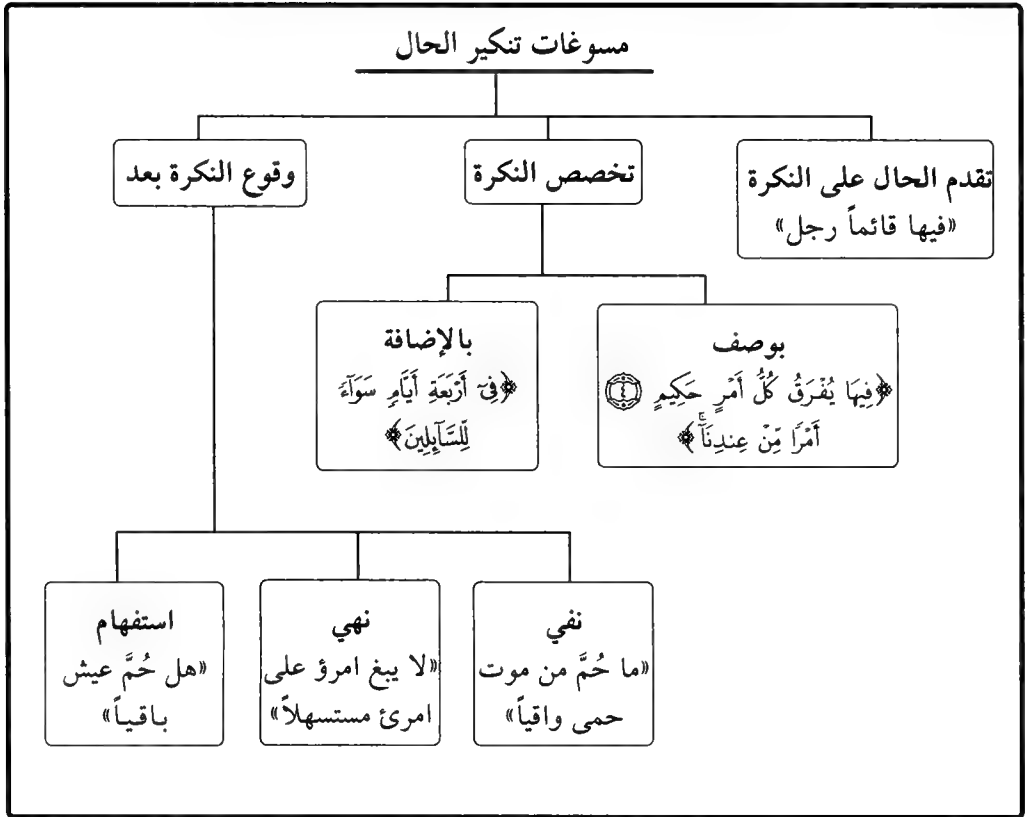 مسوغات تنكير الحال
تقدم الحال على النكرة
«فيها قائماً رجل»
تخصص النكرة
وقوع النكرة بعد
بوصف
﴿فِيهَا يُفْرَقُ كُلُّ أَمْرٍ حَكِيمٍ ۝٤
أَمْرًا مِّنْ عِندِنَآۚ﴾
بالإضافة
﴿فِيٓ أَرْبَعَةِ أَيَّامٖ سَوَآءٗ
لِّلسَّآئِلِينَ﴾
نفي
«ما حُمَّ من موت
حمى واقياً»
نهي
«لا يبغ امرؤ على
امرئ مستسهلاً»
استفهام
«هل حُمَّ عيش
باقياً»